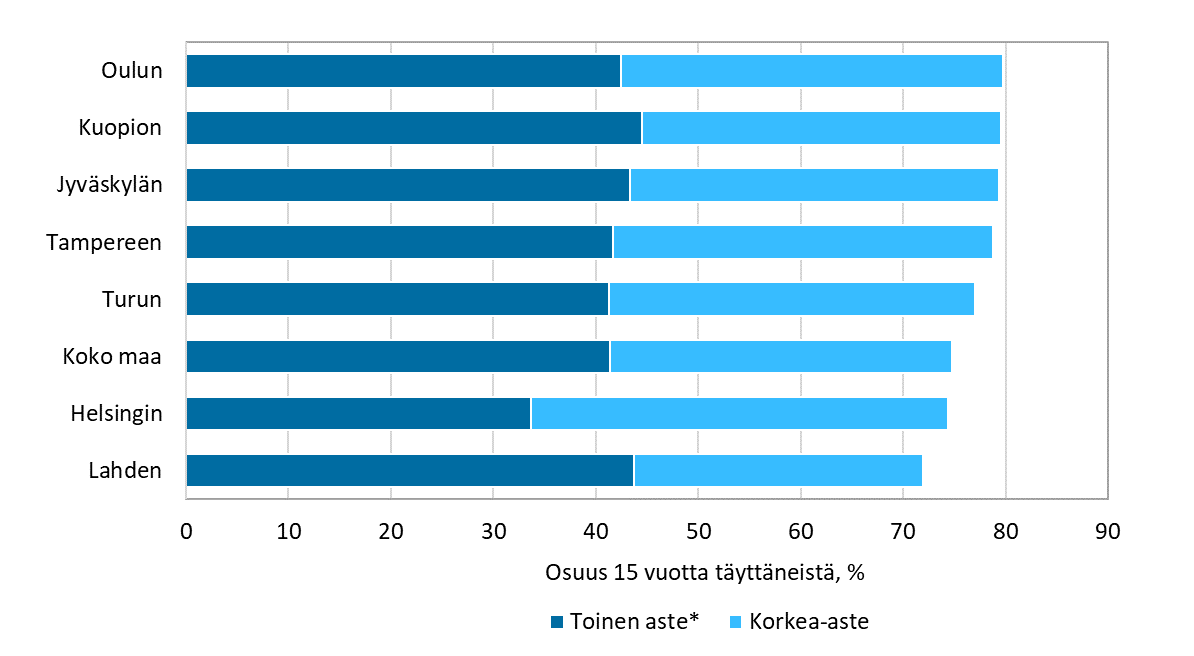 Oulun
Kuopion
Jyväskylän
Tampereen
Turun
Koko maa
Helsingin
Lahden
0 10 20 30 40 50 60 70 80 90
Osuus 15 vuotta täyttäneistä, %
Toinen aste* Korkea-aste